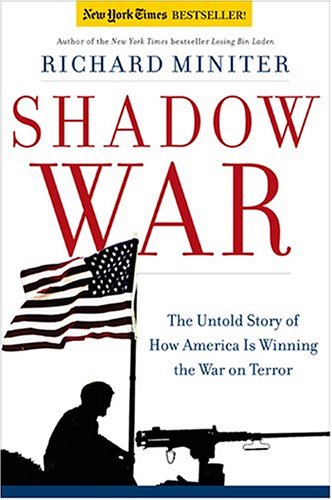 New York Times BESTSELLER!
Author of the New York Times bestseller Losing Bin Laden
RICHARD MINITER
SHADOW
WAR
The Untold Story of
How America Is Winning
the War on Terror